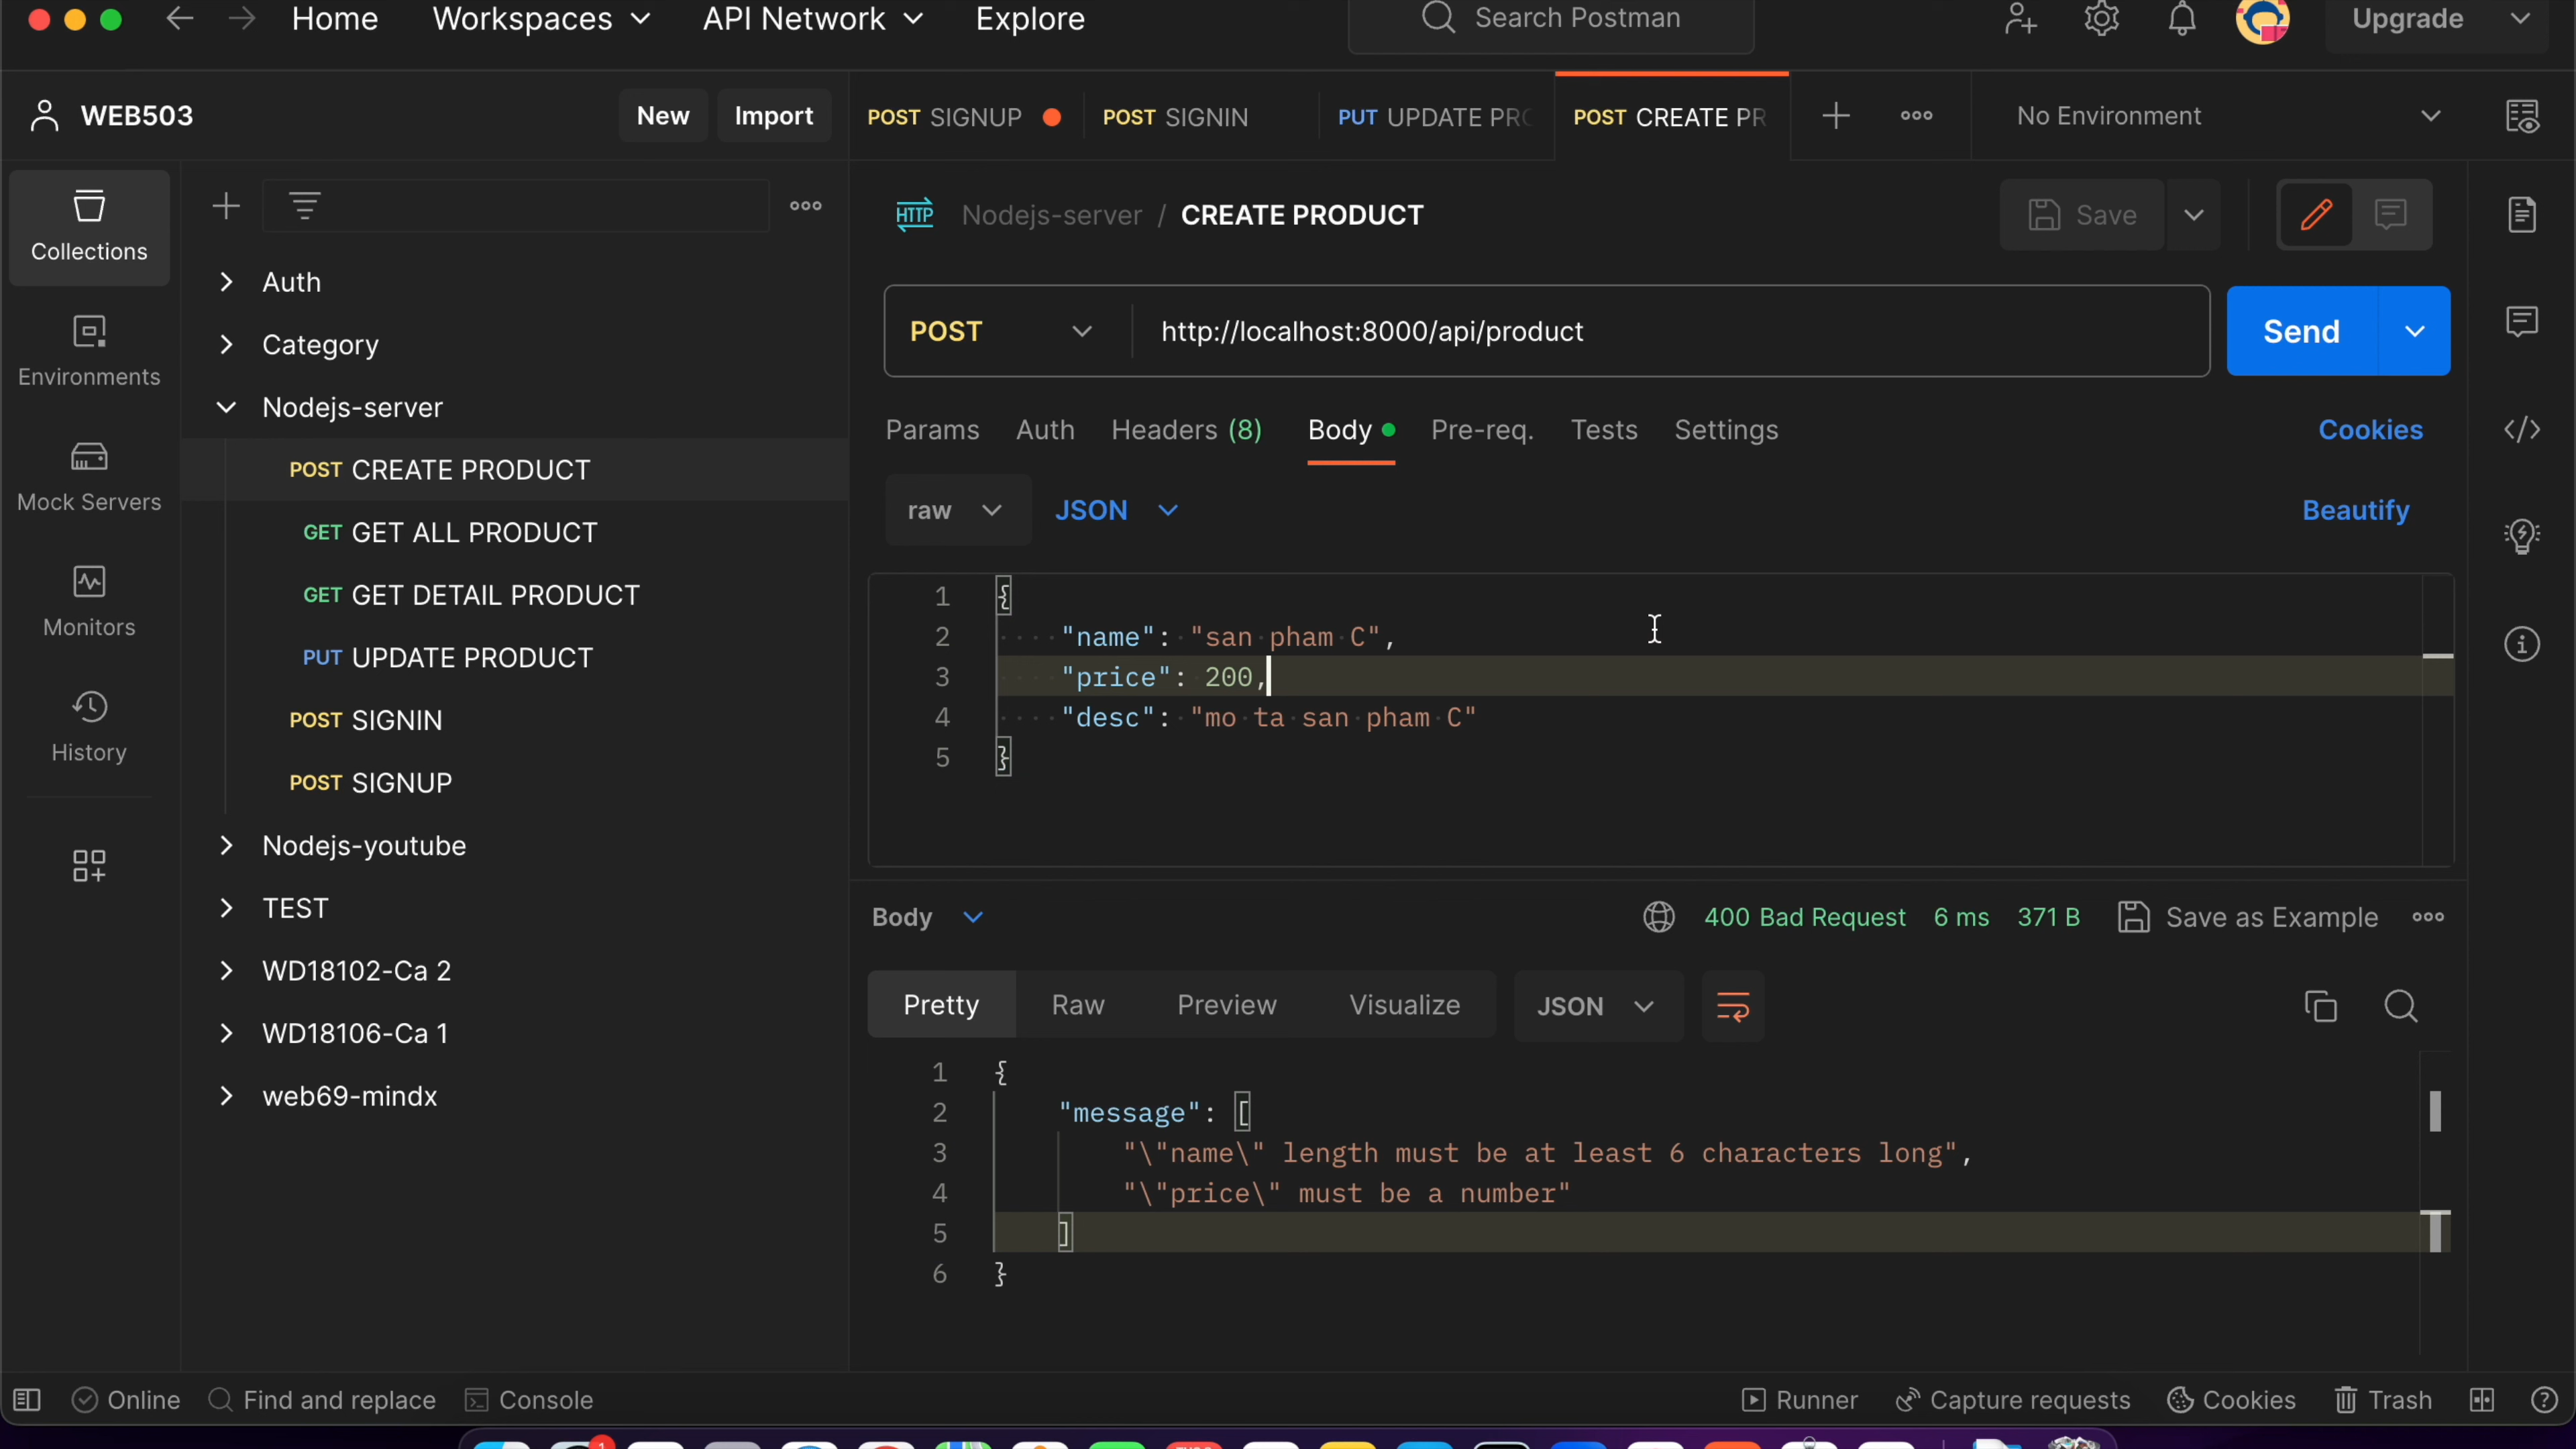 Home Workspaces API Network Explore Search Postman Upgrade
WEB503 New Import POST SIGNUP POST SIGNIN PUT UPDATE PRO POST CREATE PR No Environment
Nodejs-server / CREATE PRODUCT Save
Collections
Environments
Mock Servers
Monitors
History
Auth
Category
Nodejs-server
POST CREATE PRODUCT
GET GET ALL PRODUCT
GET GET DETAIL PRODUCT
PUT UPDATE PRODUCT
POST SIGNIN
POST SIGNUP
Nodejs-youtube
TEST
WD18102-Ca 2
WD18106-Ca 1
web69-mindx
POST http://localhost:8000/api/product Send
Params Auth Headers (8) Body Pre-req. Tests Settings Cookies
raw JSON Beautify
1 {
2 "name": "san pham C",
3 "price": 200,
4 "desc": "mo ta san pham C"
5 }
Body 400 Bad Request 6 ms 371 B Save as Example
Pretty Raw Preview Visualize JSON
1 {
2 "message": [
3 "\"name\" length must be at least 6 characters long",
4 "\"price\" must be a number"
5 ]
6 }
Online Find and replace Console Runner Capture requests Cookies Trash
1